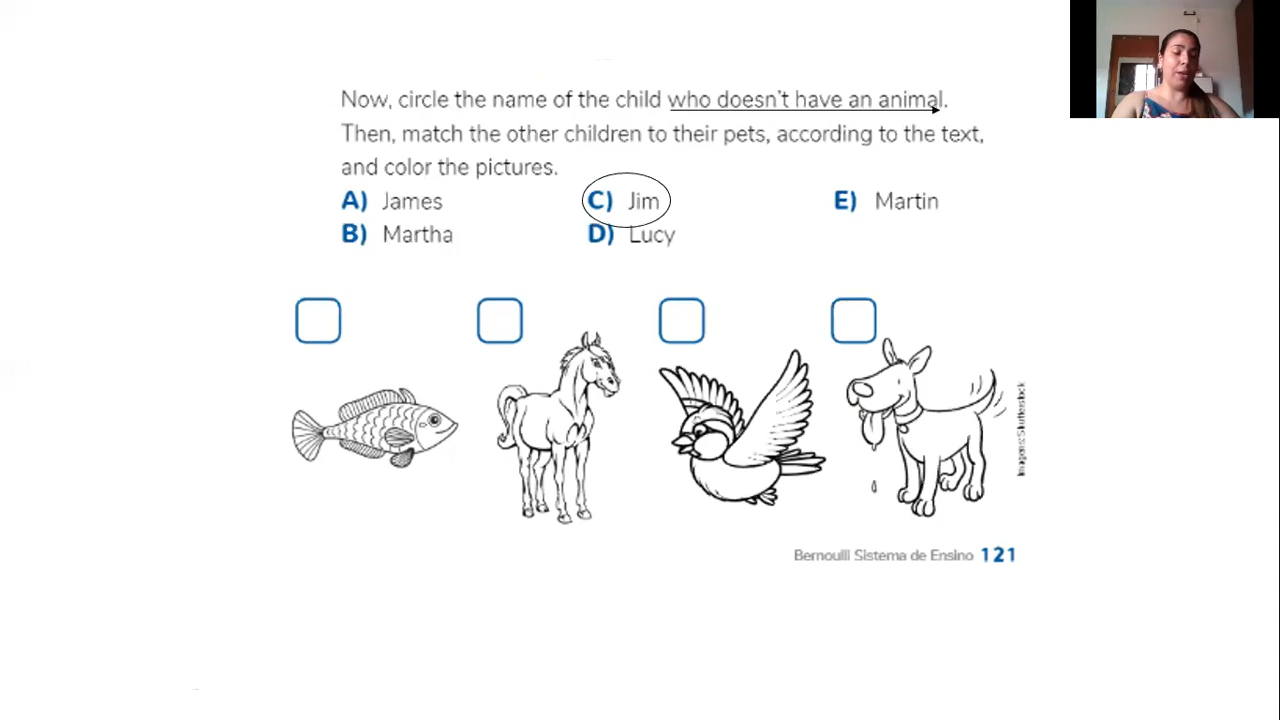 Now, circle the name of the child who doesn't have an animal.
Then, match the other children to their pets, according to the text,
and color the pictures.
A) James
C) Jim
E) Martin
B) Martha
D) Lucy
Imagens: Shutterstock
Bernoulli Sistema de Ensino 121